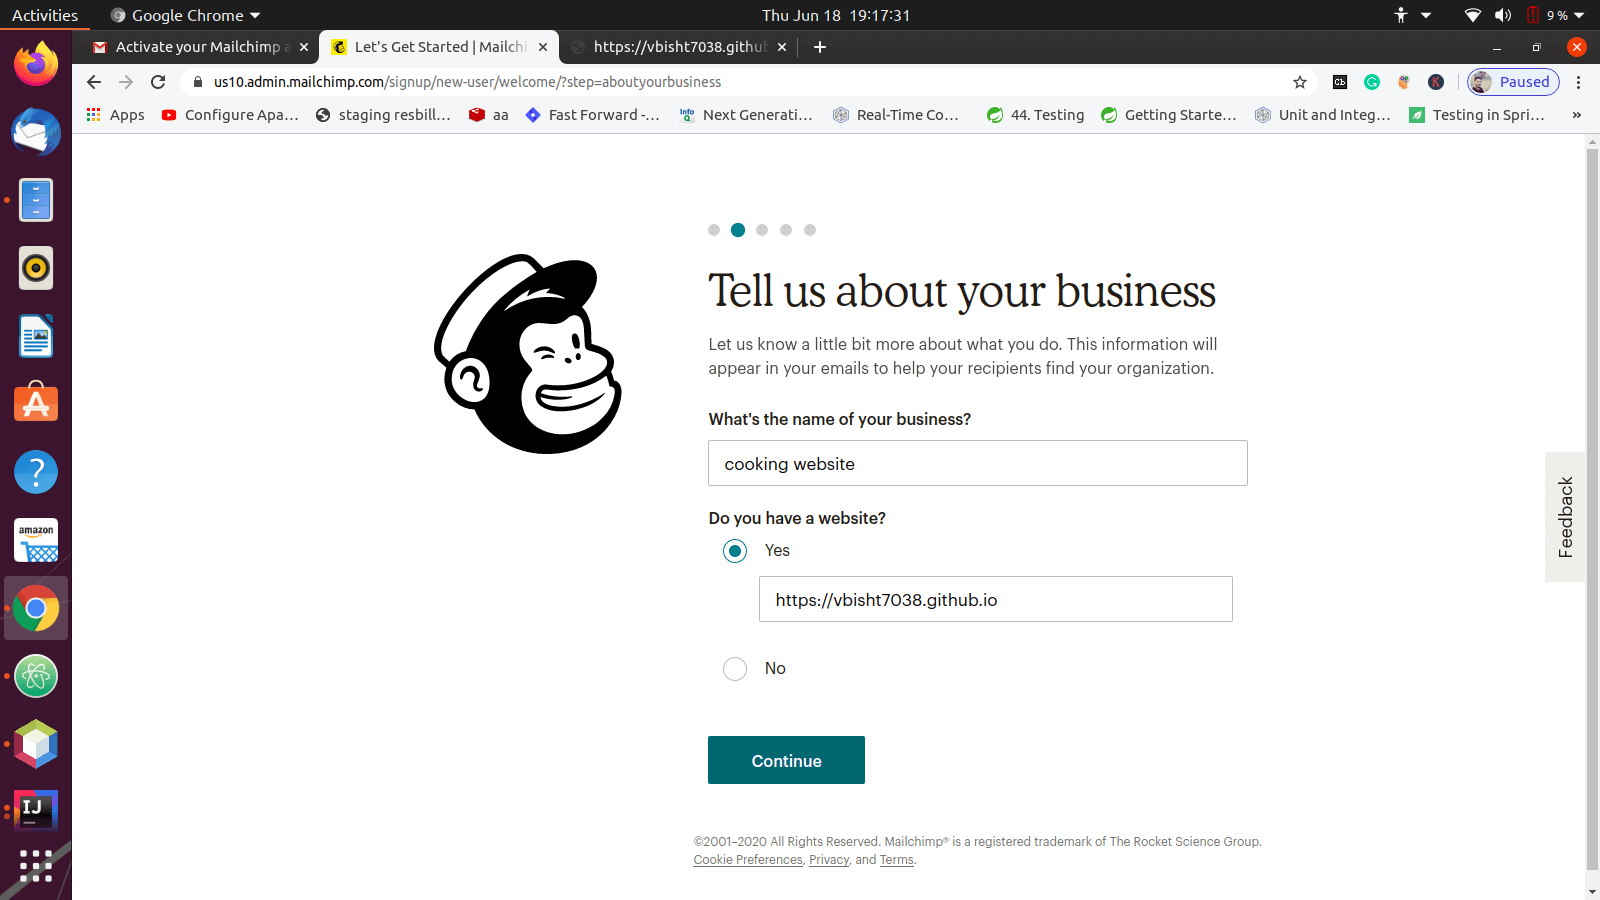 Activities Google Chrome Thu Jun 18 19:17:31 9 %
Activate your Mailchimp a Let's Get Started | Mailchi https://vbisht7038.github
us10.admin.mailchimp.com/signup/new-user/welcome/?step=aboutyourbusiness Cb G K Paused
Apps Configure Apa... staging resbill... aa Fast Forward -... Info Q Next Generati... Real-Time Co... 44. Testing Getting Starte... Unit and Integ... Testing in Spri... »
Tell us about your business
Let us know a little bit more about what you do. This information will
appear in your emails to help your recipients find your organization.
What's the name of your business?
cooking website
Do you have a website?
Yes
https://vbisht7038.github.io
No
Continue
Feedback
amazon
IJ
©2001–2020 All Rights Reserved. Mailchimp® is a registered trademark of The Rocket Science Group.
Cookie Preferences, Privacy, and Terms.